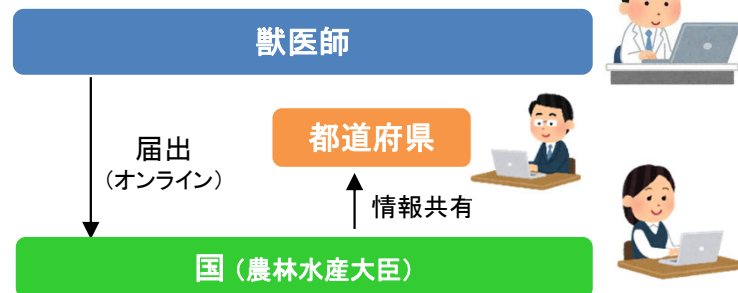 獣医師
都道府県
届出
（オンライン）
情報共有
国（農林水産大臣）